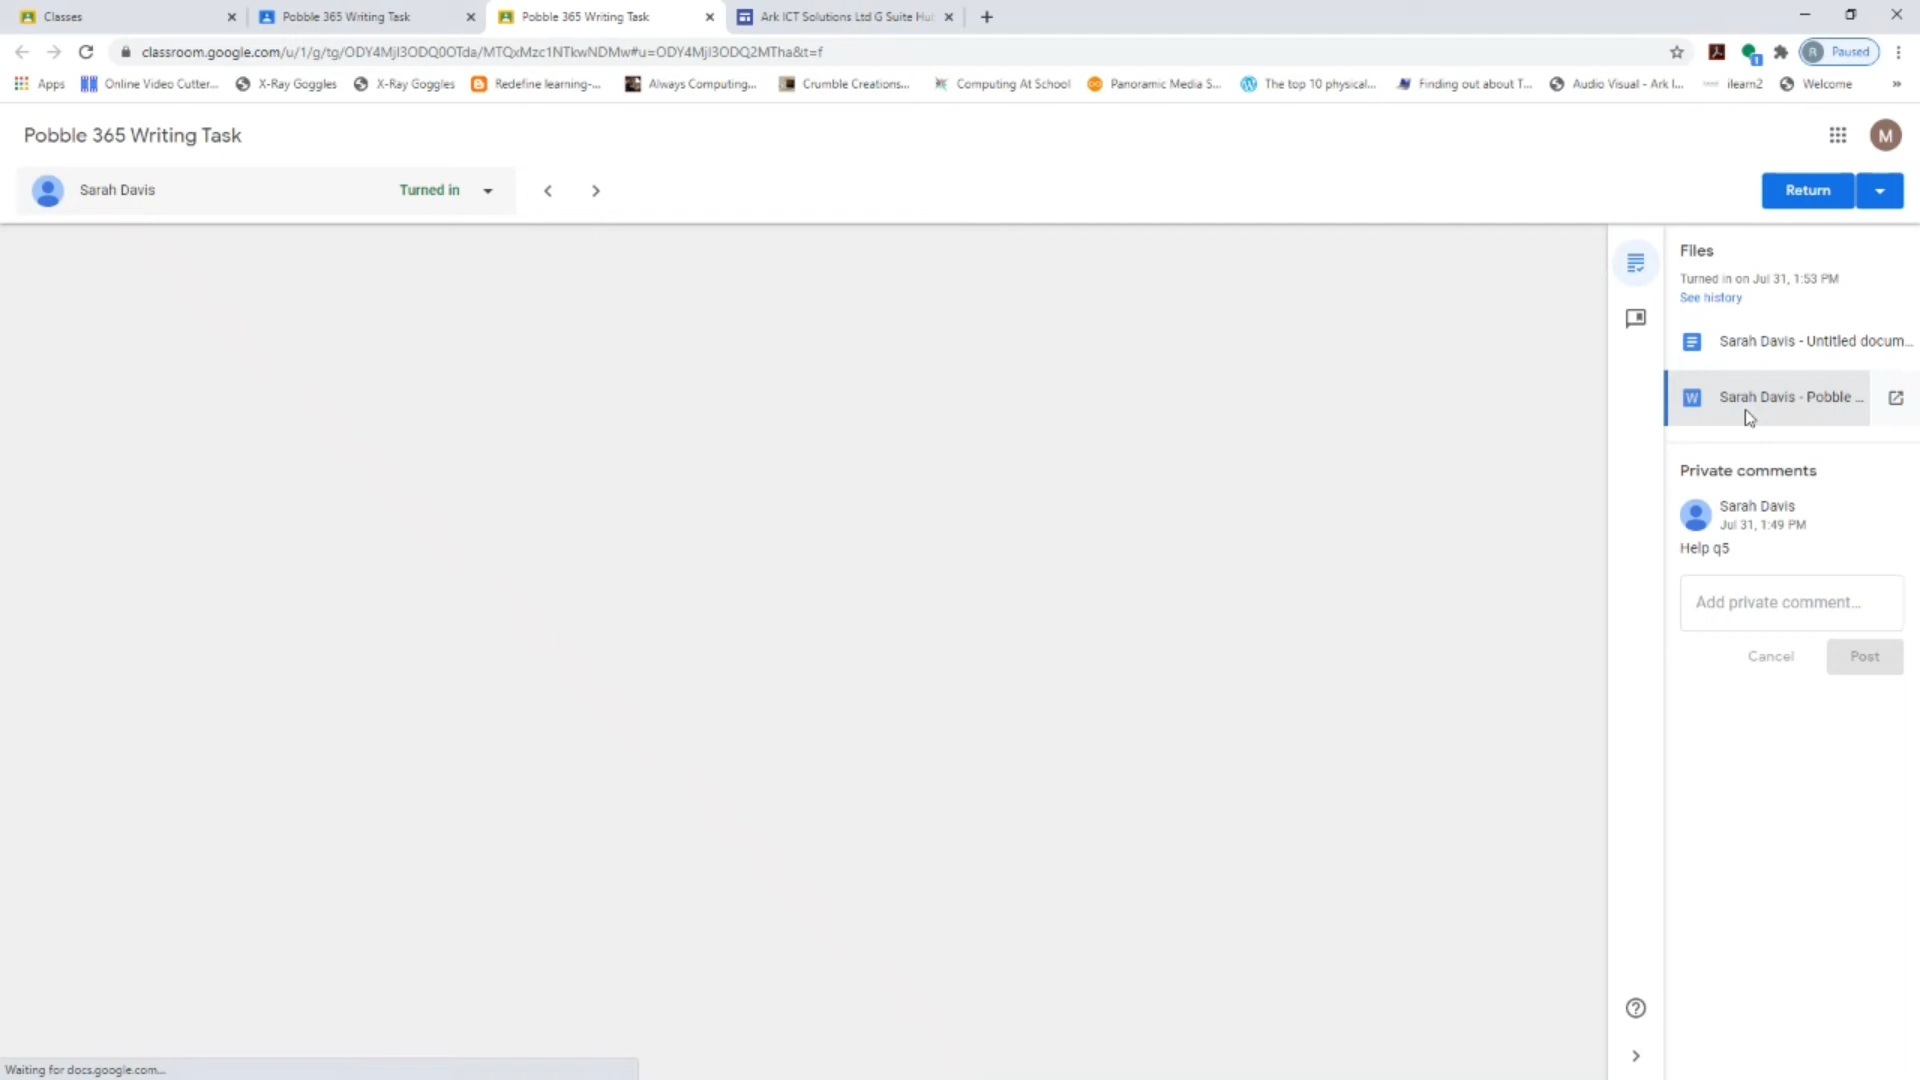 Classes
Pobble 365 Writing Task
Pobble 365 Writing Task
Ark ICT Solutions Ltd G Suite Hu
classroom.google.com/u/1/g/tg/ODY4MjI3ODQ0OTda/MTQxMzc1NTkwNDMw#u=ODY4MjI3ODQ2MTha&t=f
R Paused
Apps
Online Video Cutter...
X-Ray Goggles
X-Ray Goggles
Redefine learning-...
Always Computing...
Crumble Creations...
Computing At School
Panoramic Media S...
The top 10 physical...
Finding out about T...
Audio Visual - Ark I...
ilearn2
Welcome
»
Pobble 365 Writing Task
M
Sarah Davis
Turned in
Return
Files
Turned in on Jul 31, 1:53 PM
See history
Sarah Davis - Untitled docum...
W Sarah Davis - Pobble ...
Private comments
Sarah Davis
Jul 31, 1:49 PM
Help q5
Add private comment...
Cancel
Post
Waiting for docs.google.com...